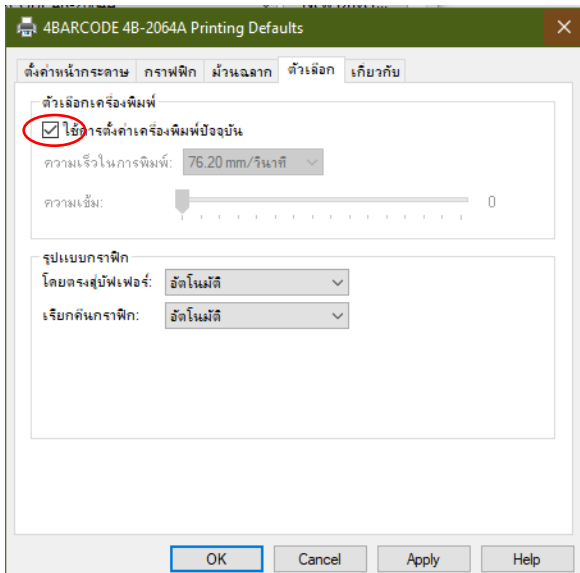 4BARCODE 4B-2064A Printing Defaults
ตั้งค่าหน้ากระดาษ กราฟฟิก ม้วนฉลาก ตัวเลือก เกี่ยวกับ
ตัวเลือกเครื่องพิมพ์
ใช้การตั้งค่าเครื่องพิมพ์ปัจจุบัน
ความเร็วในการพิมพ์: 76.20 mm/วินาที
ความเข้ม: 0
รูปแบบกราฟิก
โดยตรงสู่บัฟเฟอร์: อัตโนมัติ
เรียกคืนกราฟิก: อัตโนมัติ
OK Cancel Apply Help